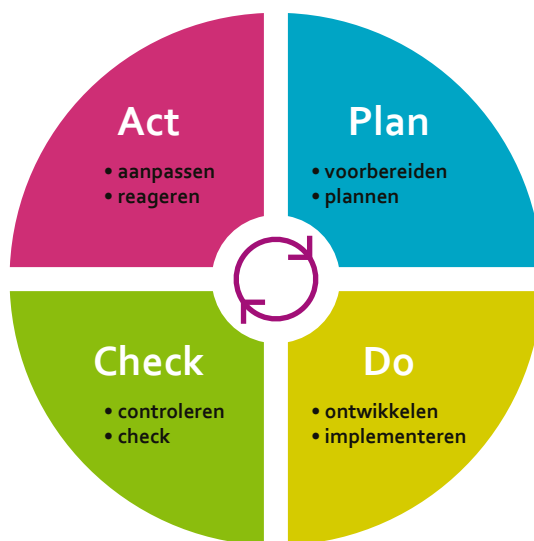 Act
• aanpassen
• reageren
Plan
• voorbereiden
• plannen
Check
• controleren
• check
Do
• ontwikkelen
• implementeren